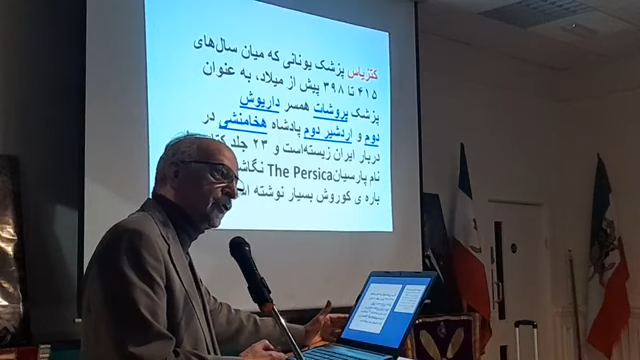 کتزیاس پزشک یونانی که میان سال‌های
۴۱۵ تا ۳۹۸ پیش از میلاد، به عنوان
پزشک پروشات همسر داریوش
دوم و اردشیر دوم پادشاه هخامنشی در
دربار ایران زیسته‌است و ۲۳ جلد
نام پارسیان The Persica
باره ی کوروش بسیار نوشته